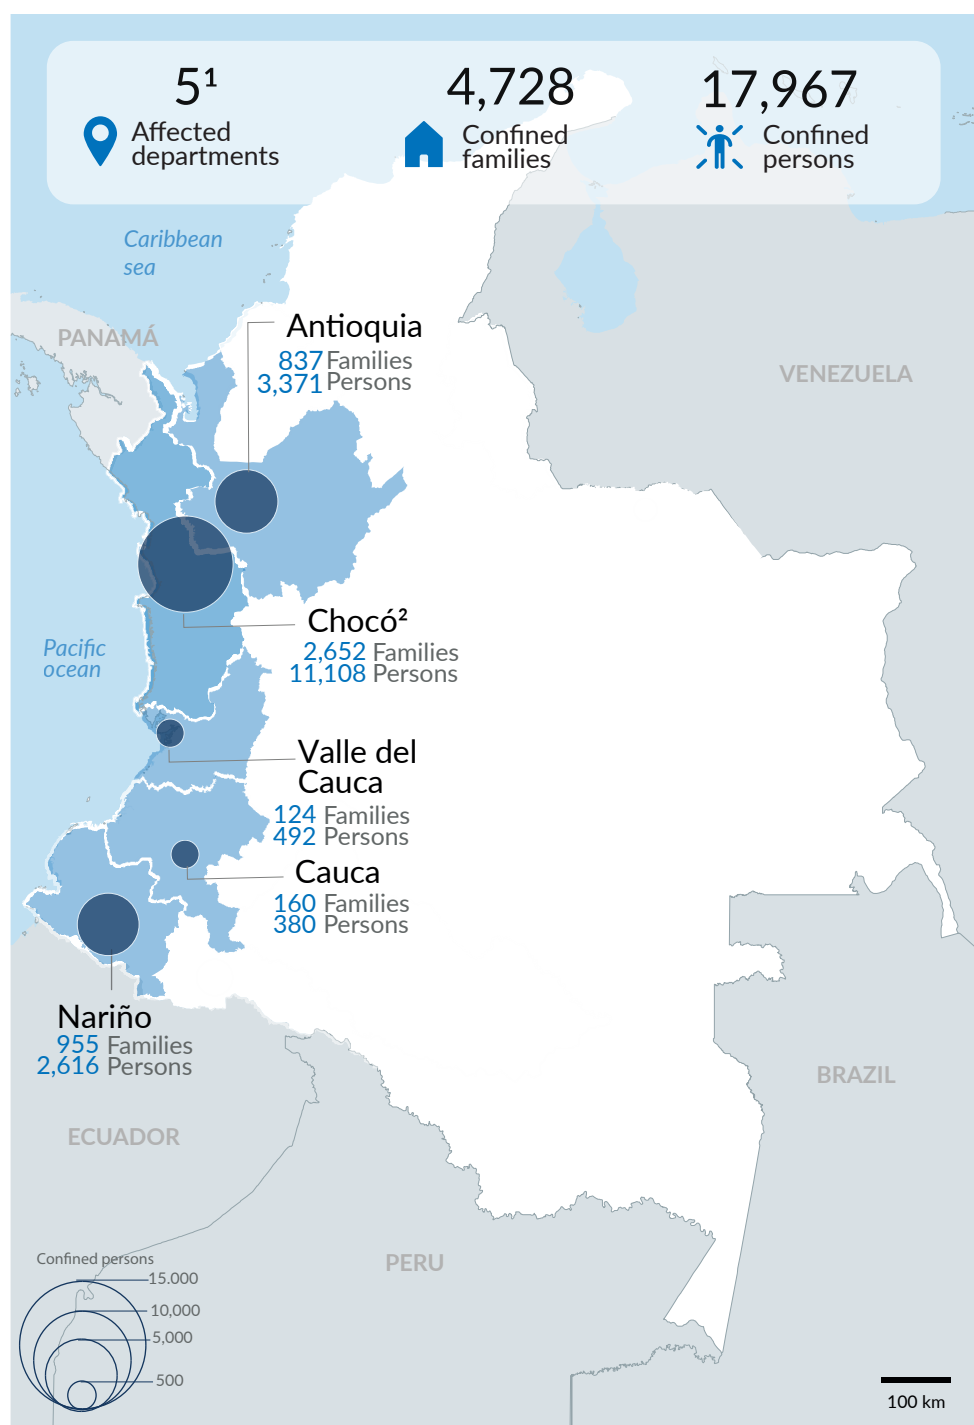 5¹
Affected
departments
4,728
Confined
families
17,967
Confined
persons
Caribbean
sea
PANAMÁ
VENEZUELA
Antioquia
837 Families
3,371 Persons
Chocó²
2,652 Families
11,108 Persons
Pacific
ocean
Valle del
Cauca
124 Families
492 Persons
Cauca
160 Families
380 Persons
Nariño
955 Families
2,616 Persons
BRAZIL
ECUADOR
PERU
Confined persons
15.000
10,000
5,000
500
100 km